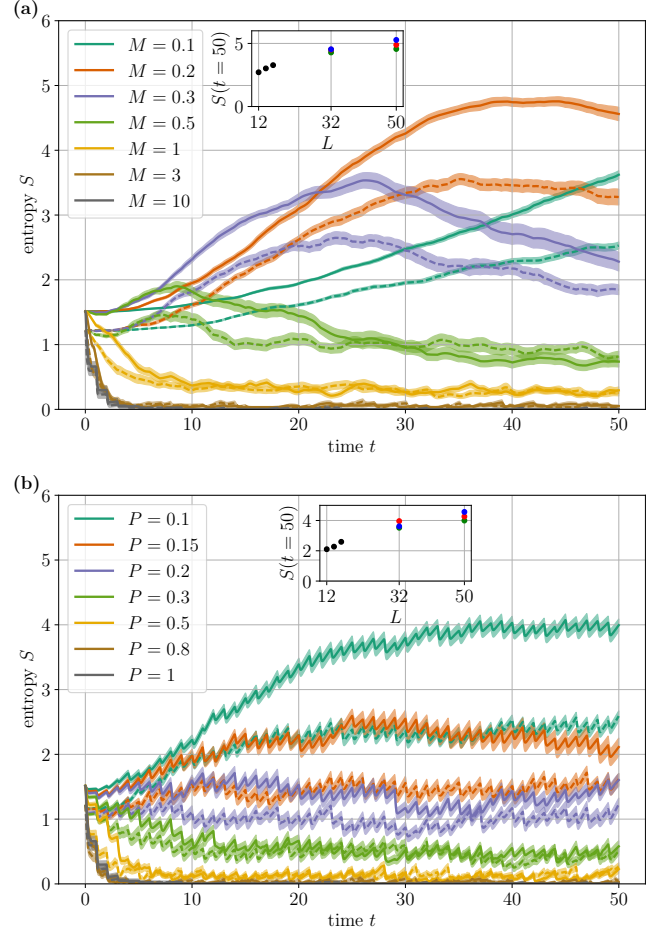 (a)
6
5
4
3
2
1
0
entropy S
M = 0.1
M = 0.2
M = 0.3
M = 0.5
M = 1
M = 3
M = 10
S(t = 50)
5
0
12
32
50
L
0
10
20
30
40
50
time t
(b)
6
5
4
3
2
1
0
entropy S
P = 0.1
P = 0.15
P = 0.2
P = 0.3
P = 0.5
P = 0.8
P = 1
S(t = 50)
4
2
0
12
32
50
L
0
10
20
30
40
50
time t